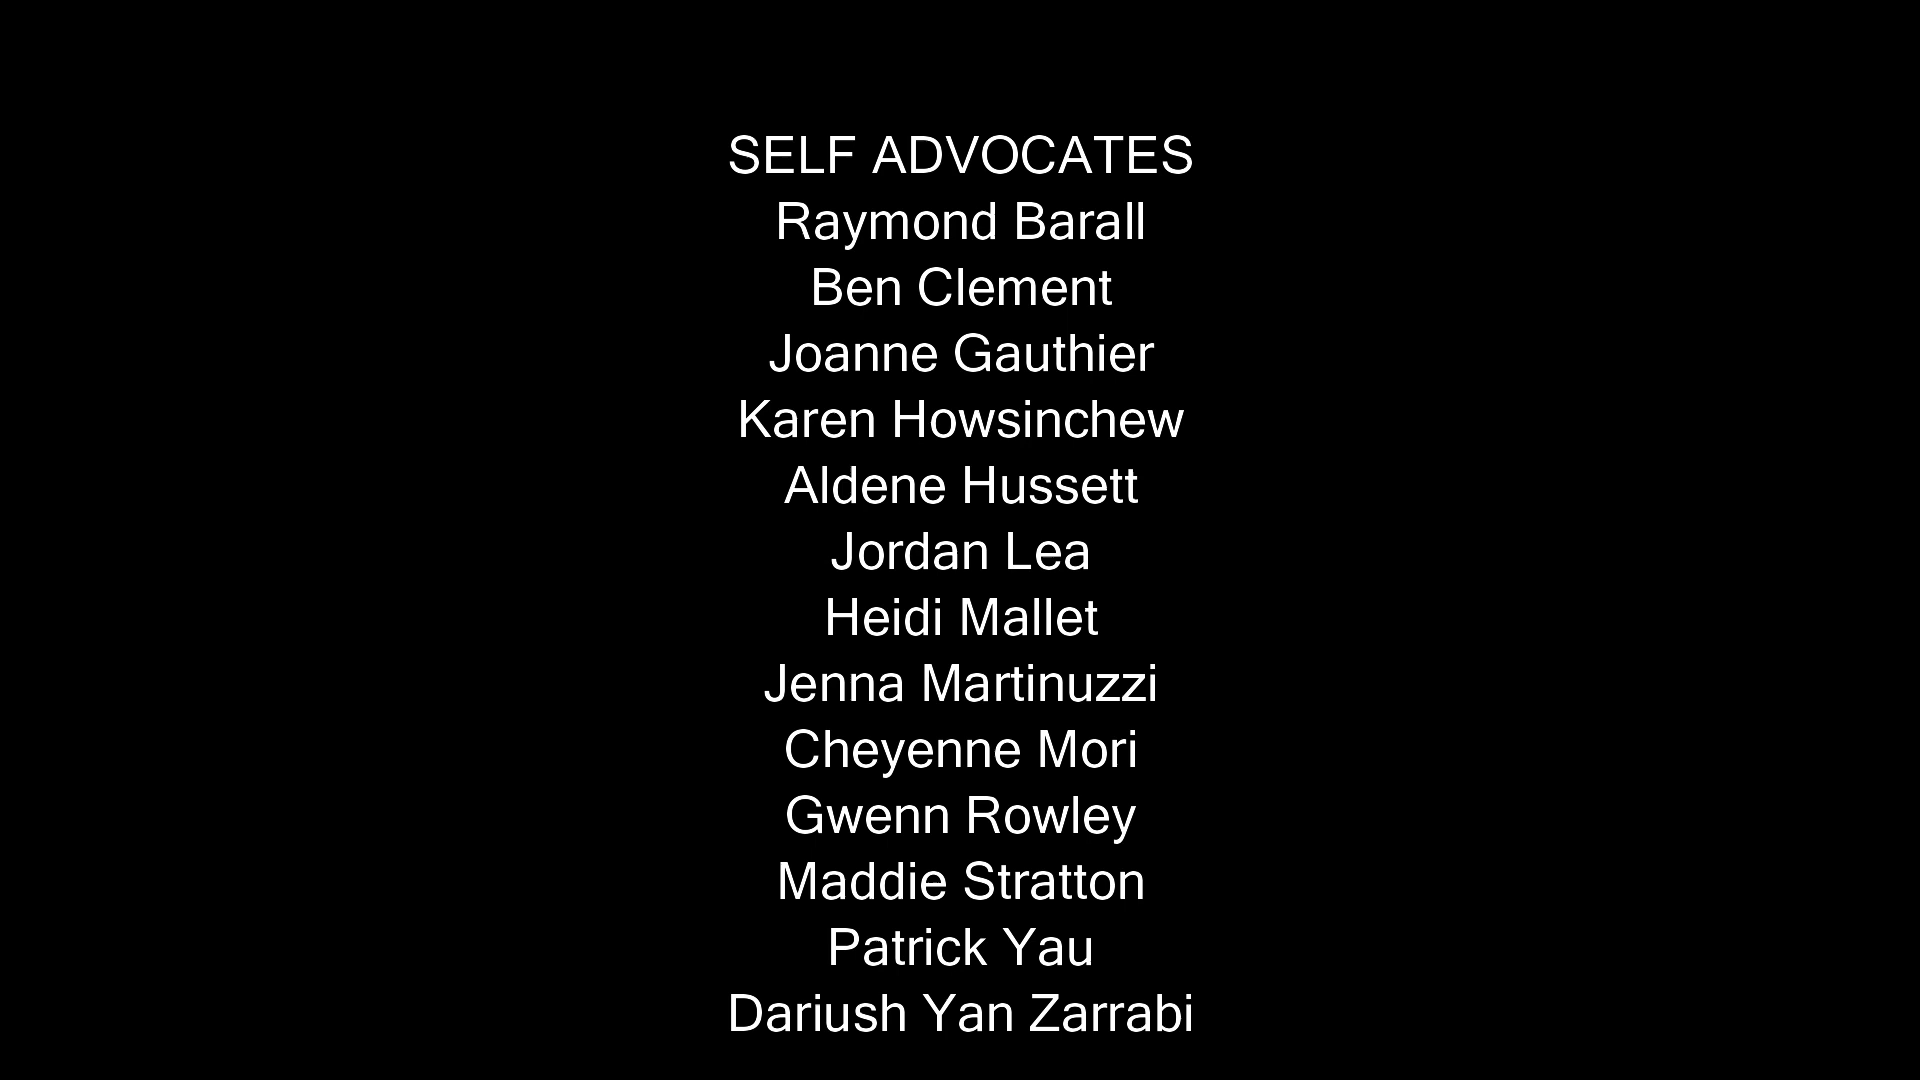 SELF ADVOCATES
Raymond Barall
Ben Clement
Joanne Gauthier
Karen Howsinchew
Aldene Hussett
Jordan Lea
Heidi Mallet
Jenna Martinuzzi
Cheyenne Mori
Gwenn Rowley
Maddie Stratton
Patrick Yau
Dariush Yan Zarrabi